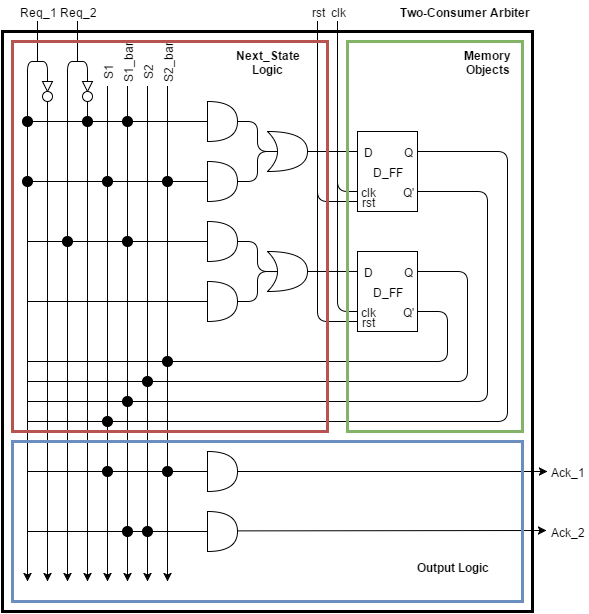 Req_1 Req_2 rst clk Two-Consumer Arbiter
Next_State
Logic
Memory
Objects
S1
S1_bar
S2
S2_bar
D Q
D_FF
clk Q'
rst
D Q
D_FF
clk Q'
rst
Ack_1
Ack_2
Output Logic